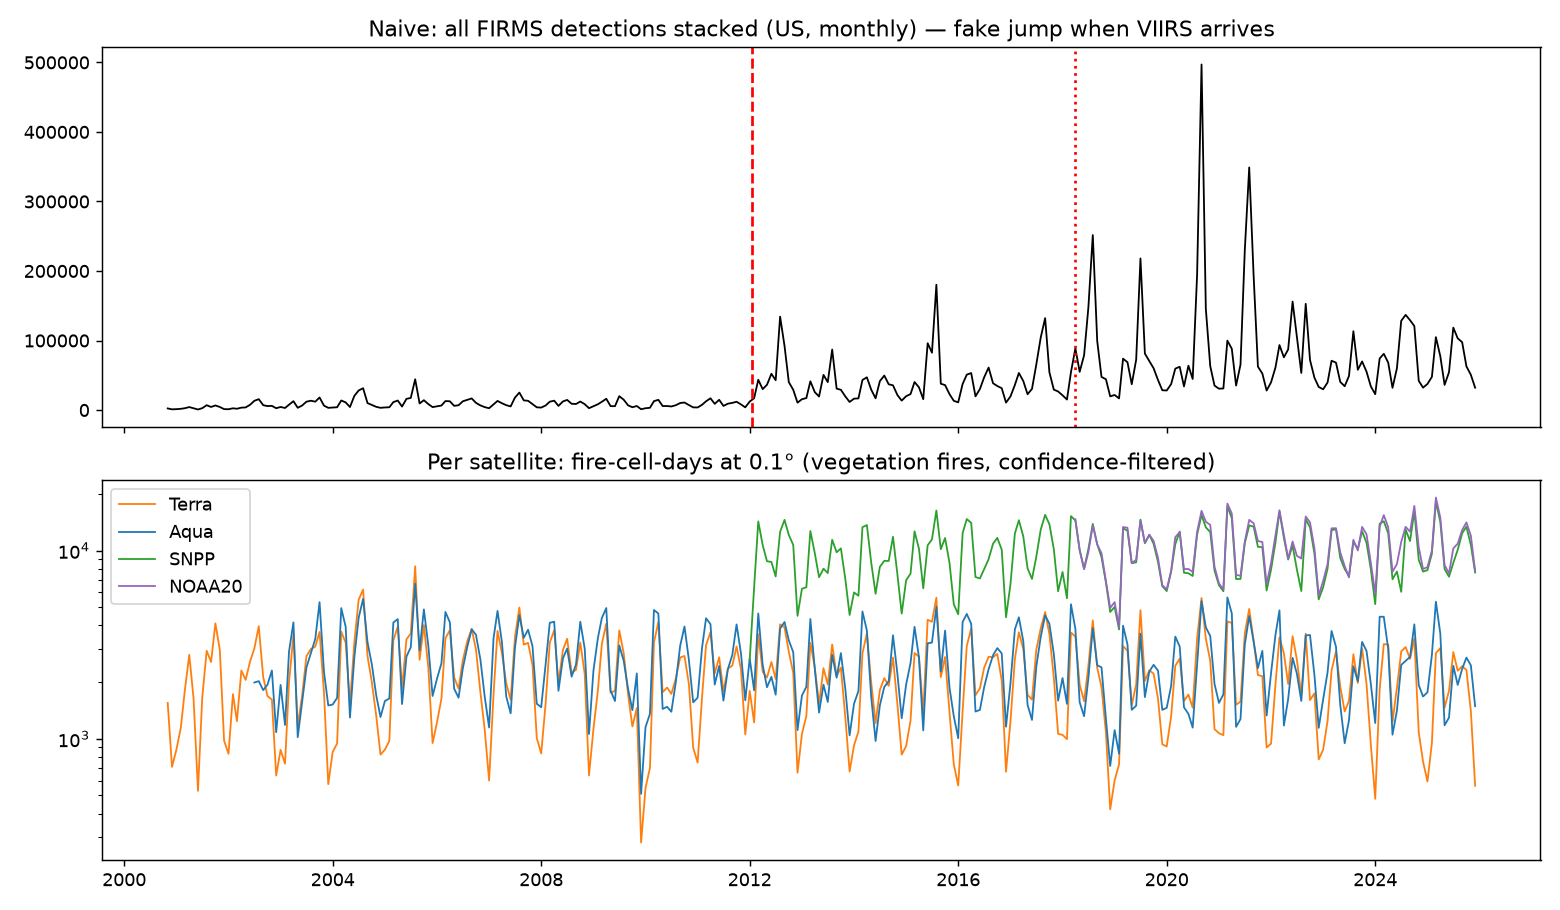 Naive: all FIRMS detections stacked (US, monthly) — fake jump when VIIRS arrives
500000
400000
300000
200000
100000
0
Per satellite: fire-cell-days at 0.1° (vegetation fires, confidence-filtered)
Terra
Aqua
SNPP
NOAA20
10⁴
10³
2000 2004 2008 2012 2016 2020 2024